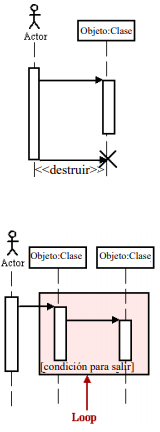 Actor
Objeto:Clase
<<destruir>>
Actor
Objeto:Clase
Objeto:Clase
[condición para salir]
Loop